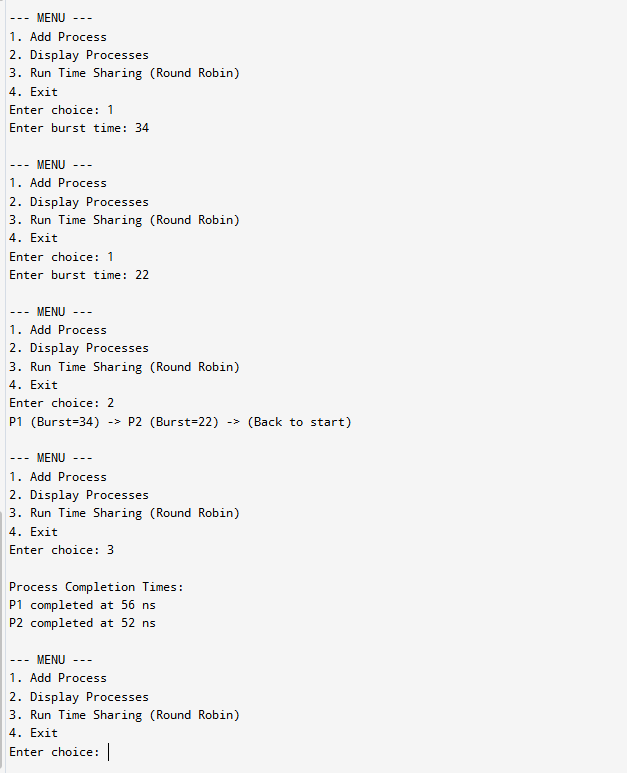 --- MENU ---
1. Add Process
2. Display Processes
3. Run Time Sharing (Round Robin)
4. Exit
Enter choice: 1
Enter burst time: 34
--- MENU ---
1. Add Process
2. Display Processes
3. Run Time Sharing (Round Robin)
4. Exit
Enter choice: 1
Enter burst time: 22
--- MENU ---
1. Add Process
2. Display Processes
3. Run Time Sharing (Round Robin)
4. Exit
Enter choice: 2
P1 (Burst=34) -> P2 (Burst=22) -> (Back to start)
--- MENU ---
1. Add Process
2. Display Processes
3. Run Time Sharing (Round Robin)
4. Exit
Enter choice: 3
Process Completion Times:
P1 completed at 56 ns
P2 completed at 52 ns
--- MENU ---
1. Add Process
2. Display Processes
3. Run Time Sharing (Round Robin)
4. Exit
Enter choice: